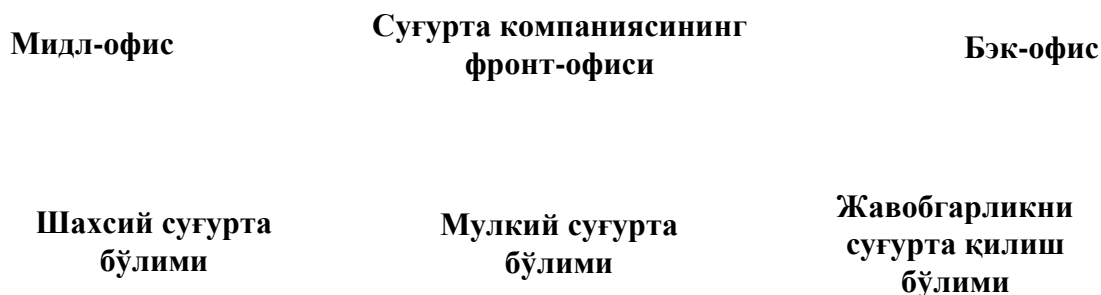 Мидл-офис
Суғурта компаниясининг
фронт-офиси
Бэк-офис
Шахсий суғурта
бўлими
Мулкий суғурта
бўлими
Жавобгарликни
суғурта қилиш
бўлими